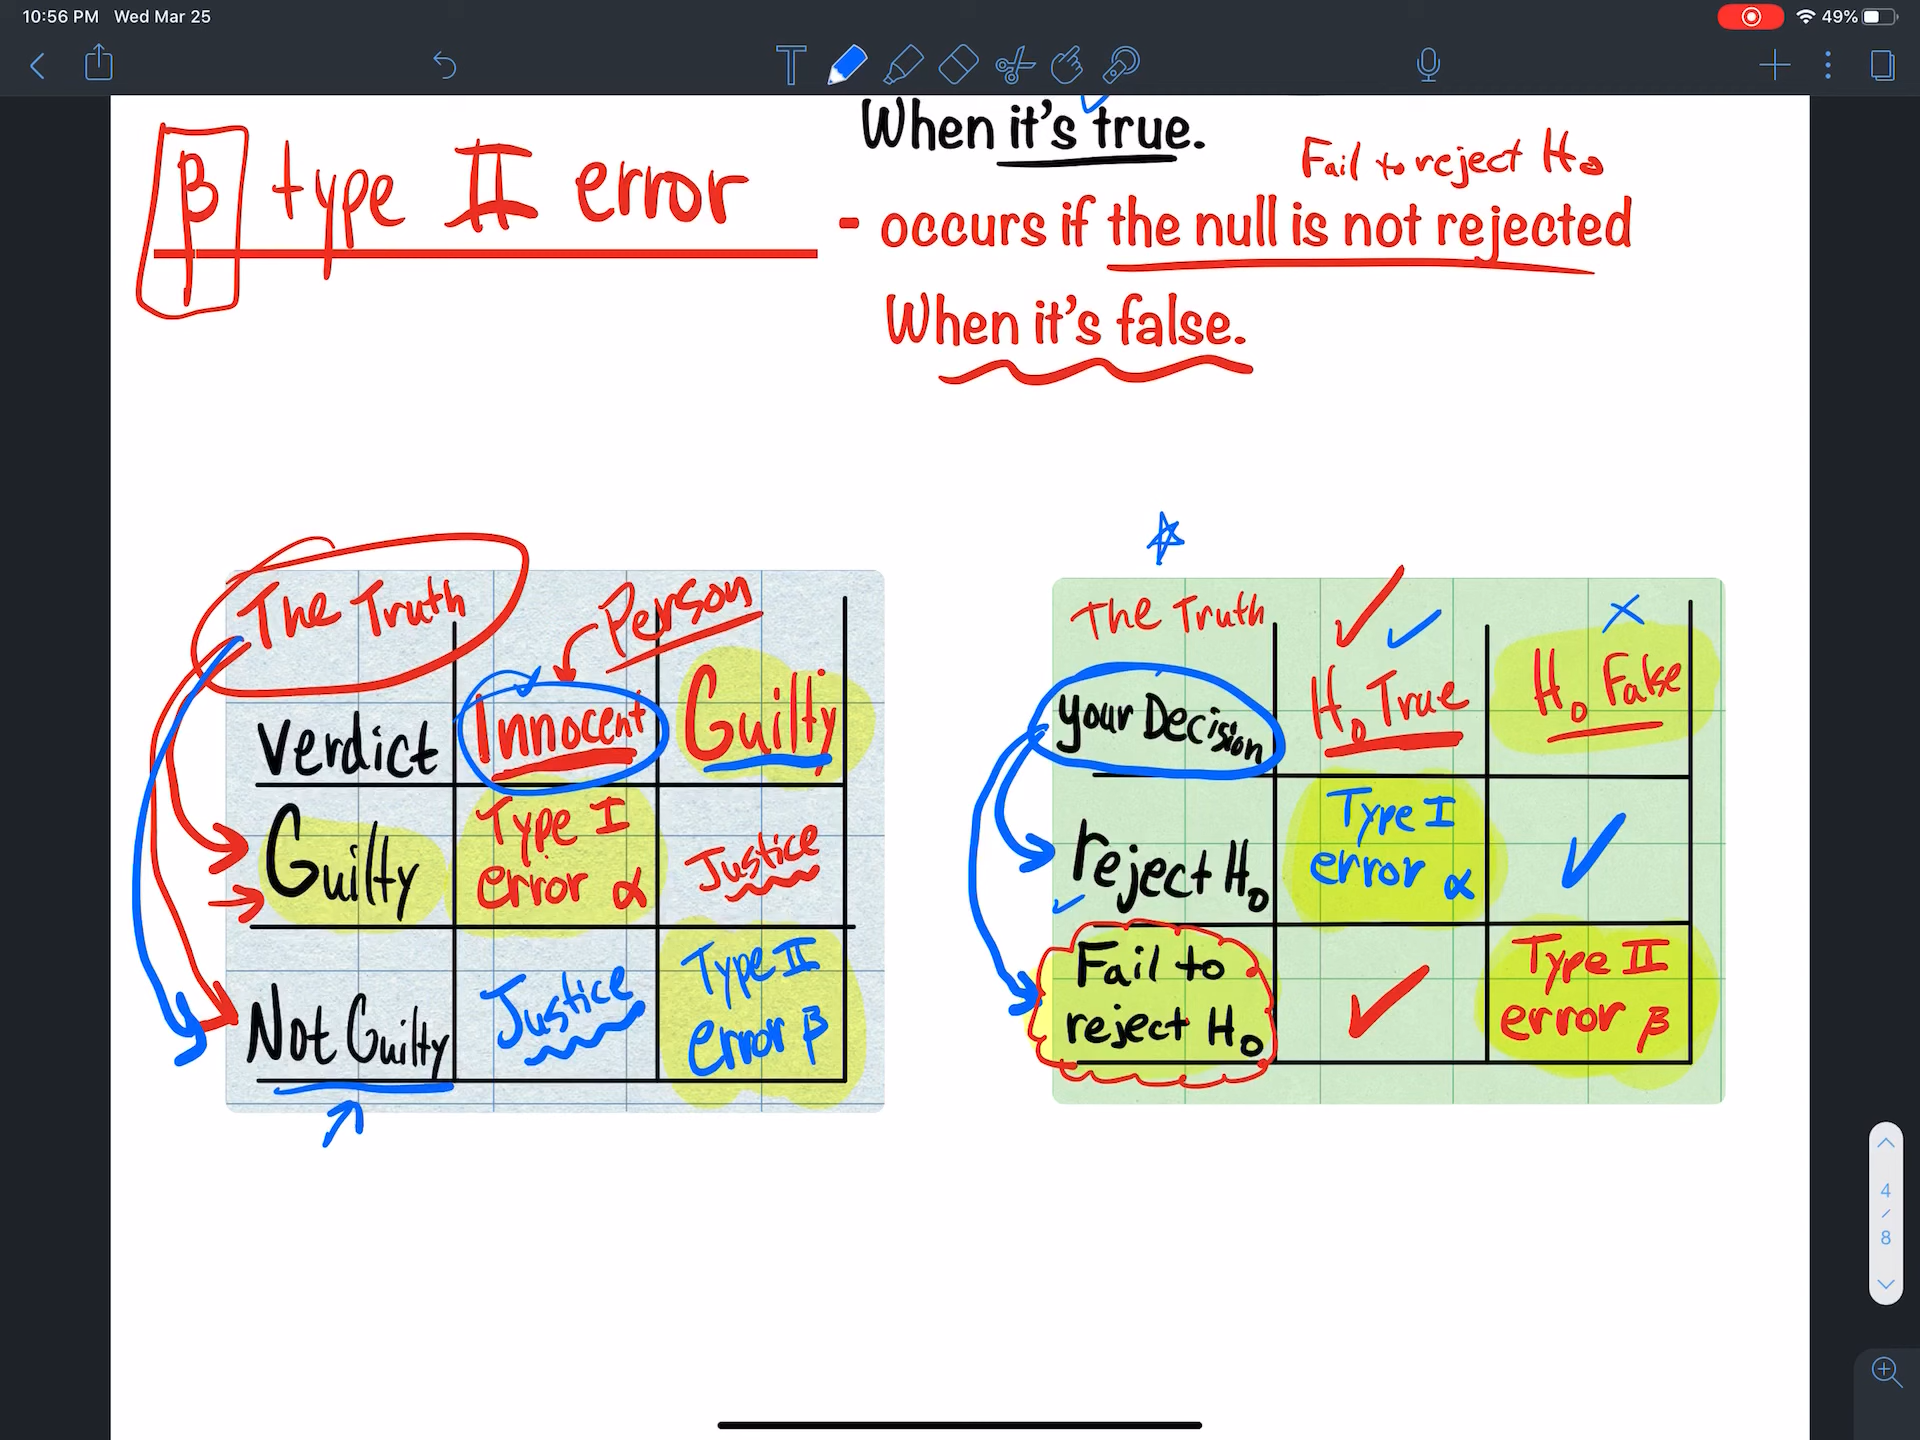 10:56 PM Wed Mar 25
49%
When it's true.
β type II error
Fail to reject H₀
- occurs if the null is not rejected
When it's false.
The Truth
Person
Verdict
Innocent
Guilty
Guilty
Type I
error α
Justice
Not Guilty
Justice
Type II
error β
The Truth
your Decision
H₀ True
H₀ False
reject H₀
Type I
error α
Fail to
reject H₀
Type II
error β
4
/
8